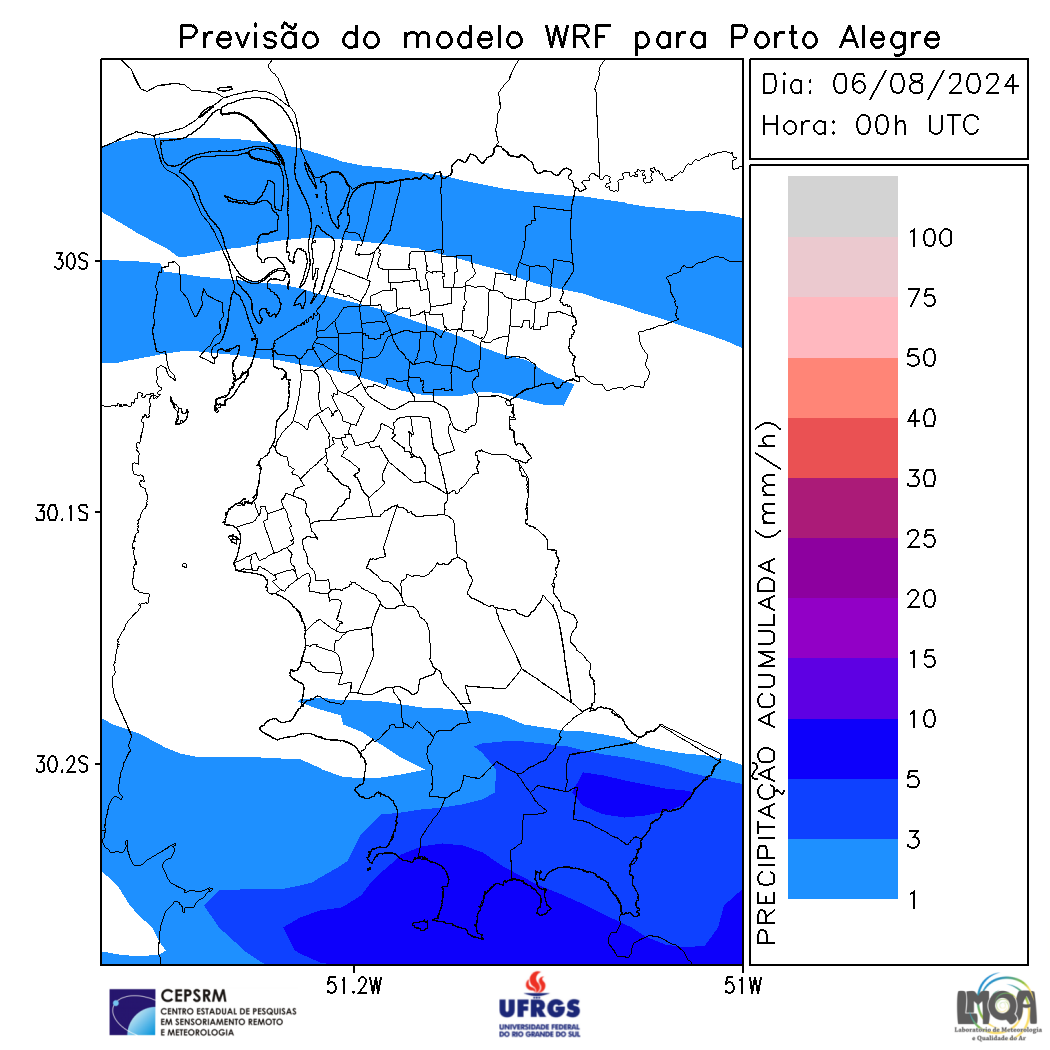 Previsão do modelo WRF para Porto Alegre
Dia: 06/08/2024
Hora: 00h UTC
30S
30.1S
30.2S
51.2W
51W
PRECIPITAÇÃO ACUMULADA (mm/h)
100
75
50
40
30
25
20
15
10
5
3
1
CEPSRM
CENTRO ESTADUAL DE PESQUISAS
EM SENSORIAMENTO REMOTO
E METEOROLOGIA
UFRGS
UNIVERSIDADE FEDERAL
DO RIO GRANDE DO SUL
LMQA
Laboratório de Meteorologia
e Qualidade do Ar